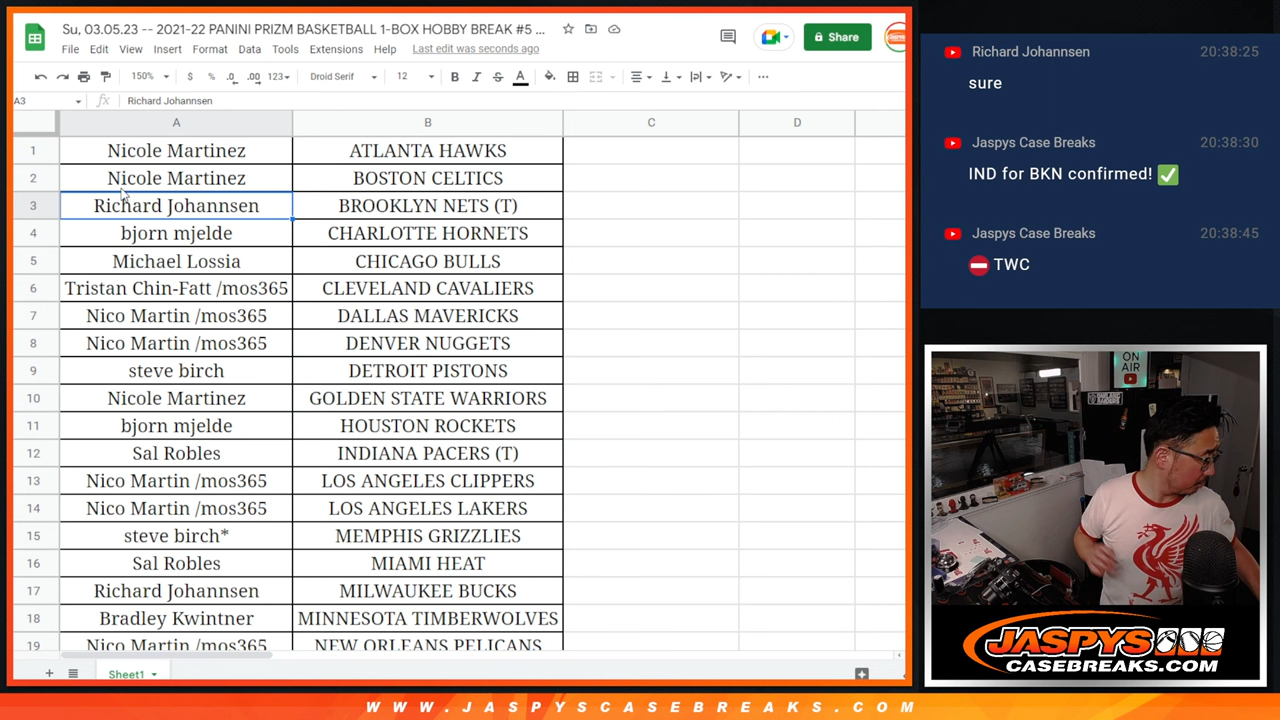 Su, 03.05.23 -- 2021-22 PANINI PRIZM BASKETBALL 1-BOX HOBBY BREAK #5 ...
File Edit View Insert Format Data Tools Extensions Help Last edit was seconds ago
Share
150% $ % .0 .00 123 Droid Serif 12 B I S A
A3 fx Richard Johannsen
A B C D
1 Nicole Martinez ATLANTA HAWKS
2 Nicole Martinez BOSTON CELTICS
3 Richard Johannsen BROOKLYN NETS (T)
4 bjorn mjelde CHARLOTTE HORNETS
5 Michael Lossia CHICAGO BULLS
6 Tristan Chin-Fatt /mos365 CLEVELAND CAVALIERS
7 Nico Martin /mos365 DALLAS MAVERICKS
8 Nico Martin /mos365 DENVER NUGGETS
9 steve birch DETROIT PISTONS
10 Nicole Martinez GOLDEN STATE WARRIORS
11 bjorn mjelde HOUSTON ROCKETS
12 Sal Robles INDIANA PACERS (T)
13 Nico Martin /mos365 LOS ANGELES CLIPPERS
14 Nico Martin /mos365 LOS ANGELES LAKERS
15 steve birch* MEMPHIS GRIZZLIES
16 Sal Robles MIAMI HEAT
17 Richard Johannsen MILWAUKEE BUCKS
18 Bradley Kwintner MINNESOTA TIMBERWOLVES
19 Nico Martin /mos365 NEW ORLEANS PELICANS
Sheet1
Richard Johannsen 20:38:25
sure
Jaspys Case Breaks 20:38:30
IND for BKN confirmed!
Jaspys Case Breaks 20:38:45
TWC
ON
AIR
JASPYS
CASEBREAKS.COM
WWW.JASPYSCASEBREAKS.COM